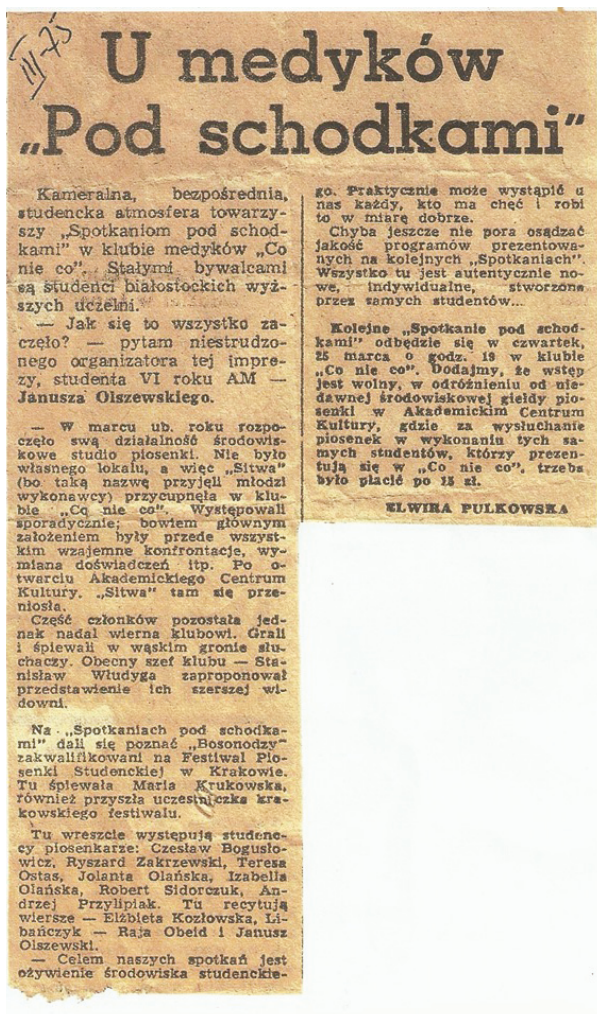 III-75
U medyków
„Pod schodkami”
Kameralna, bezpośrednia,
studencka atmosfera towarzy-
szy „Spotkaniom pod schod-
kami” w klubie medyków „Co
nie co”. Stałymi bywalcami
są studenci białostockich wyż-
szych uczelni.
— Jak się to wszystko za-
częło? — pytam niestrudzo-
nego organizatora tej impre-
zy, studenta VI roku AM —
Janusza Olszewskiego.
— W marcu ub. roku rozpo-
częło swą działalność środowis-
kowe studio piosenki. Nie było
własnego lokalu, a więc „Sitwa”
(bo taką nazwę przyjęli młodzi
wykonawcy) przycupnęła w klu-
bie „Co nie co”. Występowali
sporadycznie; bowiem głównym
założeniem były przede wszyst-
kim wzajemne konfrontacje, wy-
miana doświadczeń itp. Po o-
twarciu Akademickiego Centrum
Kultury. „Sitwa” tam się prze-
niosła.
Część członków pozostała jed-
nak nadal wierna klubowi. Grali
i śpiewali w wąskim gronie słu-
chaczy. Obecny szef klubu — Sta-
nisław Włudyga zaproponował
przedstawienie ich szerszej wi-
downi.
Na „Spotkaniach pod schodka-
mi” dali się poznać „Bosonodzy”
zakwalifikowani na Festiwal Pio-
senki Studenckiej w Krakowie.
Tu śpiewała Maria Krukowska,
również przyszła uczestniczka kra-
kowskiego festiwalu.
Tu wreszcie występują studenc-
cy piosenkarze: Czesław Bogusło-
wicz, Ryszard Zakrzewski, Teresa
Ostas, Jolanta Olańska, Izabella
Olańska, Robert Sidorczuk, An-
drzej Przylipiak. Tu recytują
wiersze — Elżbieta Kozłowska, Li-
bańczyk — Raja Obeid i Janusz
Olszewski.
— Celem naszych spotkań jest
ożywienie środowiska studenckie-
go. Praktycznie może wystąpić u
nas każdy, kto ma chęć i robi
to w miarę dobrze.
Chyba jeszcze nie pora osądzać
jakość programów prezentowa-
nych na kolejnych „Spotkaniach”.
Wszystko tu jest autentycznie no-
we, indywidualne, stworzone
przez samych studentów...
Kolejne „Spotkanie pod schod-
kami” odbędzie się w czwartek,
25 marca o godz. 19 w klubie
„Co nie co”. Dodajmy, że wstęp
jest wolny, w odróżnieniu od nie-
dawnej środowiskowej giełdy pio-
senki w Akademickim Centrum
Kultury, gdzie za wysłuchanie
piosenek w wykonaniu tych sa-
mych studentów, którzy prezen-
tują się w „Co nie co”, trzeba
było płacić po 15 zł.
ELWIRA PULKOWSKA